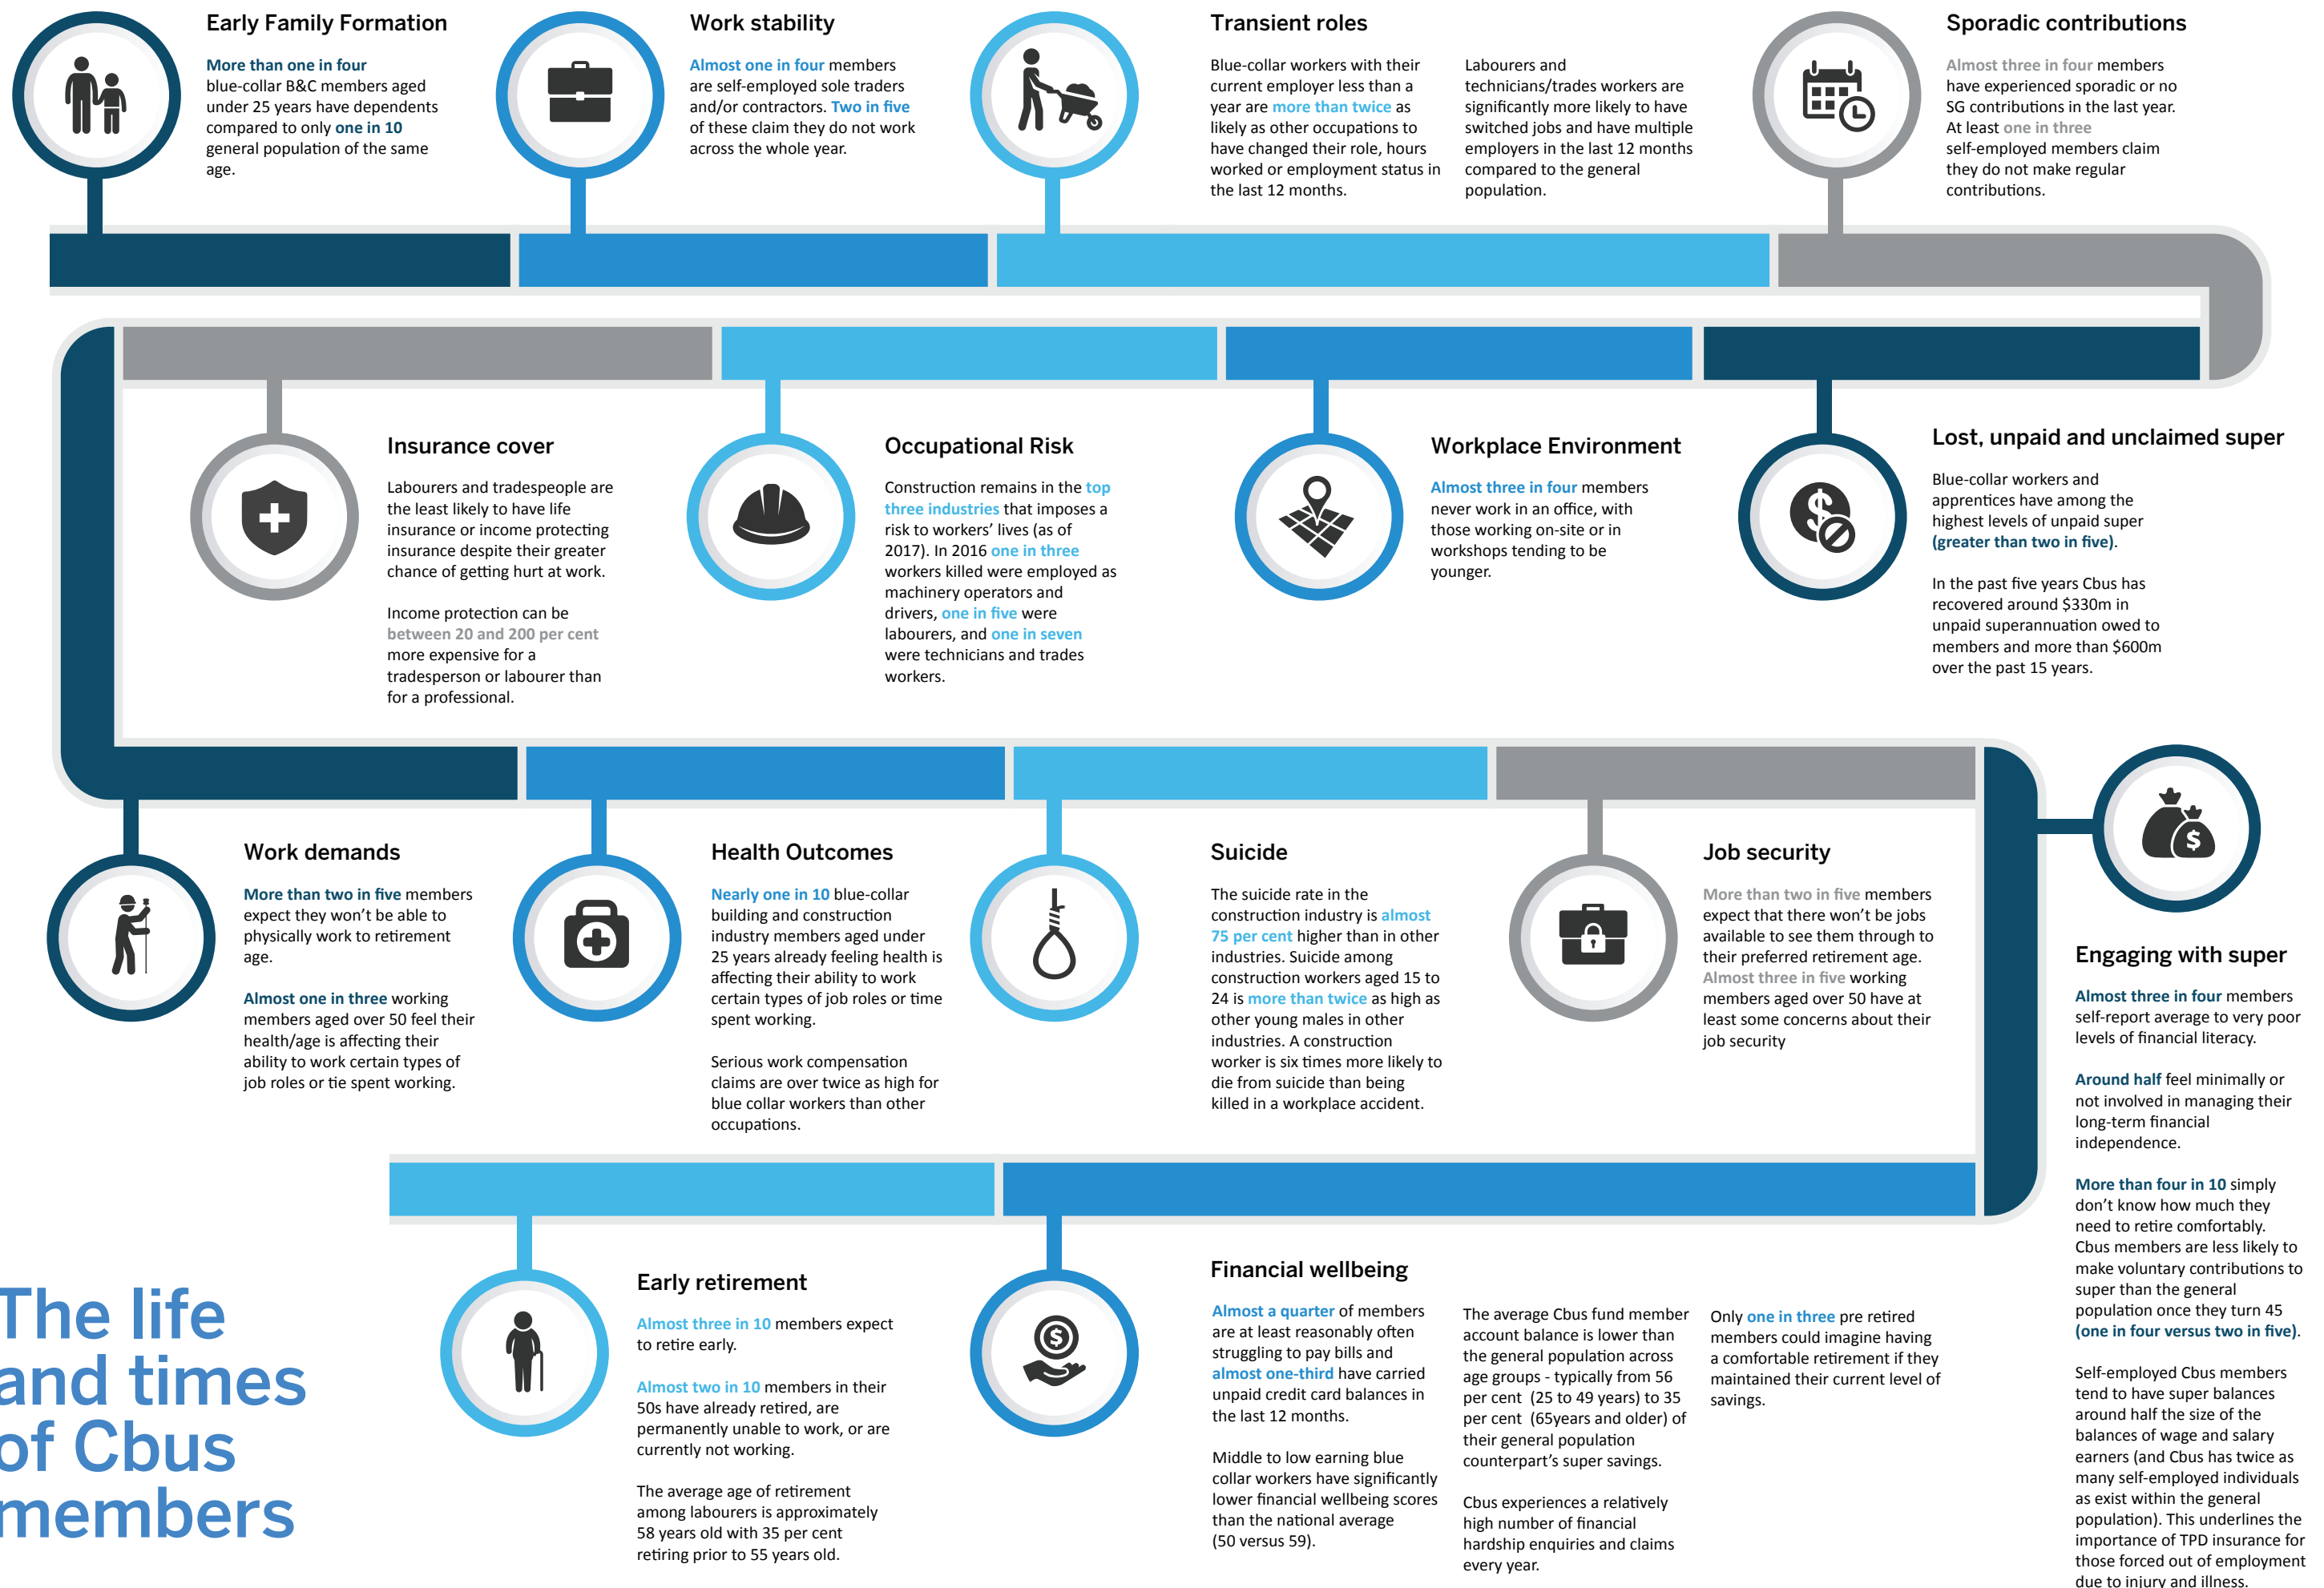 Early Family Formation
More than one in four
blue-collar B&C members aged
under 25 years have dependents
compared to only one in 10
general population of the same
age.
Work stability
Almost one in four members
are self-employed sole traders
and/or contractors. Two in five
of these claim they do not work
across the whole year.
Transient roles
Blue-collar workers with their
current employer less than a
year are more than twice as
likely as other occupations to
have changed their role, hours
worked or employment status in
the last 12 months.
Labourers and
technicians/trades workers are
significantly more likely to have
switched jobs and have multiple
employers in the last 12 months
compared to the general
population.
Sporadic contributions
Almost three in four members
have experienced sporadic or no
SG contributions in the last year.
At least one in three
self-employed members claim
they do not make regular
contributions.
Insurance cover
Labourers and tradespeople are
the least likely to have life
insurance or income protecting
insurance despite their greater
chance of getting hurt at work.
Income protection can be
between 20 and 200 per cent
more expensive for a
tradesperson or labourer than
for a professional.
Occupational Risk
Construction remains in the top
three industries that imposes a
risk to workers' lives (as of
2017). In 2016 one in three
workers killed were employed as
machinery operators and
drivers, one in five were
labourers, and one in seven
were technicians and trades
workers.
Workplace Environment
Almost three in four members
never work in an office, with
those working on-site or in
workshops tending to be
younger.
Lost, unpaid and unclaimed super
Blue-collar workers and
apprentices have among the
highest levels of unpaid super
(greater than two in five).
In the past five years Cbus has
recovered around $330m in
unpaid superannuation owed to
members and more than $600m
over the past 15 years.
Work demands
More than two in five members
expect they won't be able to
physically work to retirement
age.
Almost one in three working
members aged over 50 feel their
health/age is affecting their
ability to work certain types of
job roles or tie spent working.
Health Outcomes
Nearly one in 10 blue-collar
building and construction
industry members aged under
25 years already feeling health is
affecting their ability to work
certain types of job roles or time
spent working.
Serious work compensation
claims are over twice as high for
blue collar workers than other
occupations.
Suicide
The suicide rate in the
construction industry is almost
75 per cent higher than in other
industries. Suicide among
construction workers aged 15 to
24 is more than twice as high as
other young males in other
industries. A construction
worker is six times more likely to
die from suicide than being
killed in a workplace accident.
Job security
More than two in five members
expect that there won't be jobs
available to see them through to
their preferred retirement age.
Almost three in five working
members aged over 50 have at
least some concerns about their
job security
$
Engaging with super
Almost three in four members
self-report average to very poor
levels of financial literacy.
Around half feel minimally or
not involved in managing their
long-term financial
independence.
More than four in 10 simply
don't know how much they
need to retire comfortably.
Cbus members are less likely to
make voluntary contributions to
super than the general
population once they turn 45
(one in four versus two in five).
Self-employed Cbus members
tend to have super balances
around half the size of the
balances of wage and salary
earners (and Cbus has twice as
many self-employed individuals
as exist within the general
population). This underlines the
importance of TPD insurance for
those forced out of employment
due to injury and illness.
The life
and times
of Cbus
members
Early retirement
Almost three in 10 members expect
to retire early.
Almost two in 10 members in their
50s have already retired, are
permanently unable to work, or are
currently not working.
The average age of retirement
among labourers is approximately
58 years old with 35 per cent
retiring prior to 55 years old.
$
Financial wellbeing
Almost a quarter of members
are at least reasonably often
struggling to pay bills and
almost one-third have carried
unpaid credit card balances in
the last 12 months.
Middle to low earning blue
collar workers have significantly
lower financial wellbeing scores
than the national average
(50 versus 59).
The average Cbus fund member
account balance is lower than
the general population across
age groups - typically from 56
per cent (25 to 49 years) to 35
per cent (65years and older) of
their general population
counterpart's super savings.
Cbus experiences a relatively
high number of financial
hardship enquiries and claims
every year.
Only one in three pre retired
members could imagine having
a comfortable retirement if they
maintained their current level of
savings.